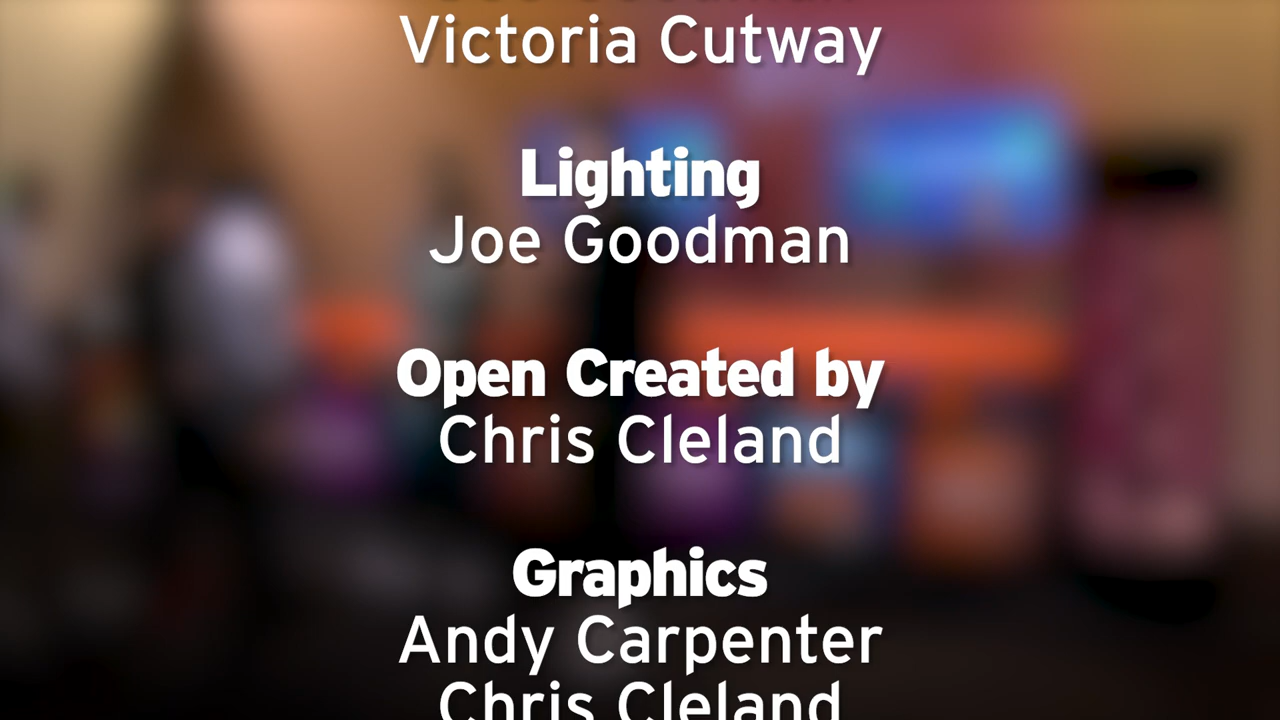 Victoria Cutway
Lighting
Joe Goodman
Open Created by
Chris Cleland
Graphics
Andy Carpenter
Chris Cleland